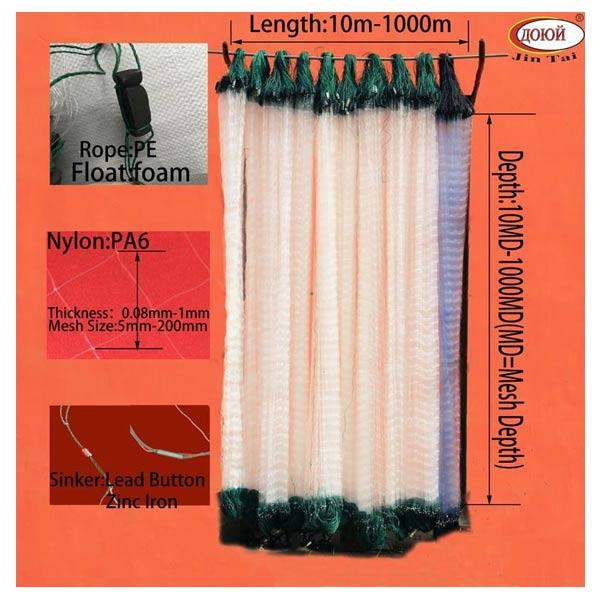 Length:10m-1000m
ДОЮЙ®
Jin Tai
Rope:PE
Float foam
Nylon:PA6
Thickness: 0.08mm-1mm
Mesh Size:5mm-200mm
Sinker:Lead Button
Zinc Iron
Depth:10MD-1000MD(MD=Mesh Depth)